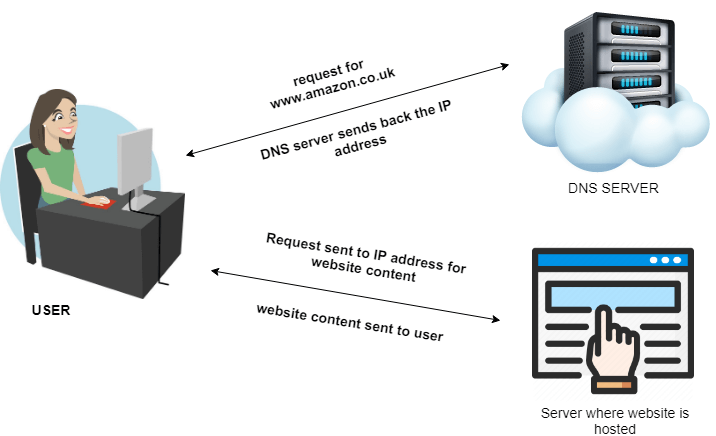 request for
www.amazon.co.uk
DNS server sends back the IP
address
DNS SERVER
Request sent to IP address for
website content
website content sent to user
USER
Server where website is
hosted